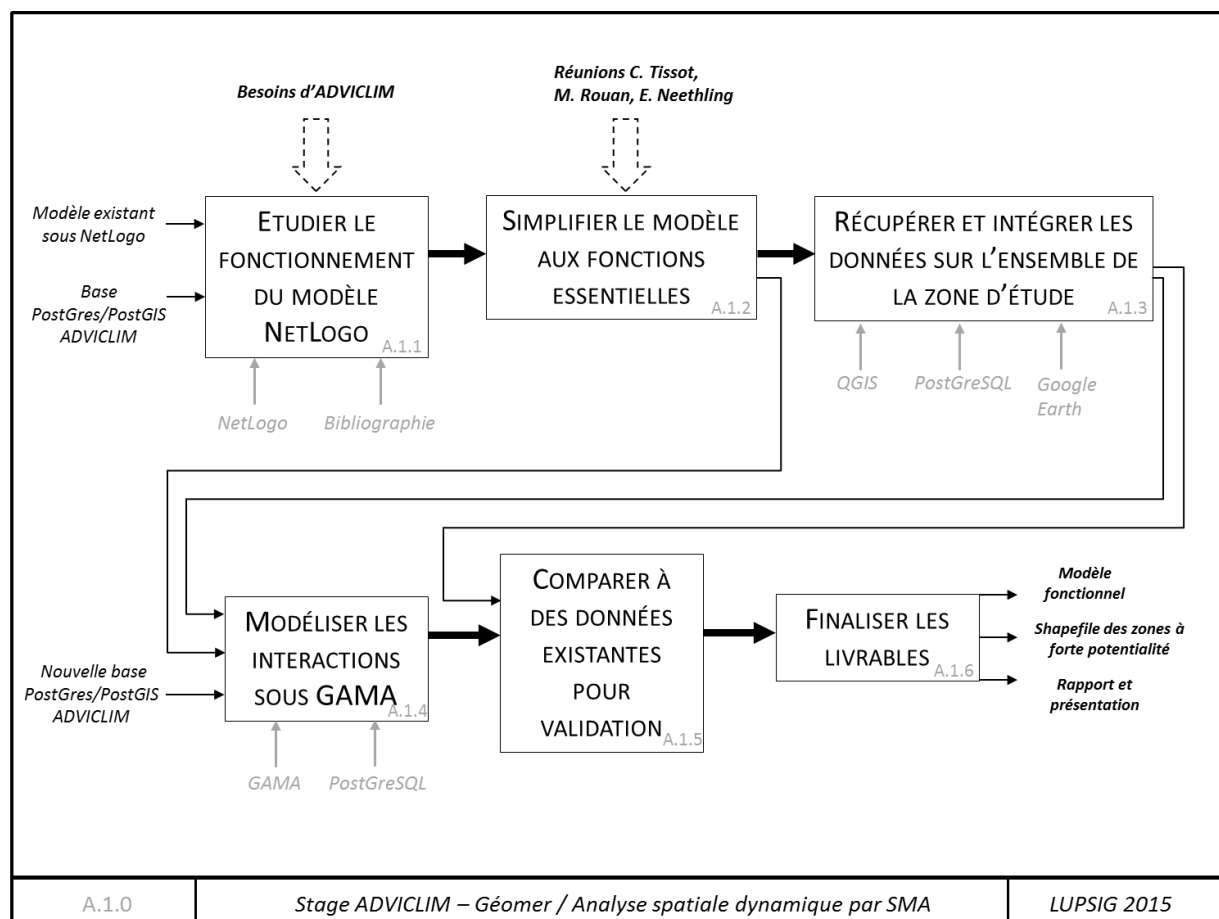 Besoins d'ADVICLIM
Réunions C. Tissot,
M. Rouan, E. Neethling
Modèle existant
sous NetLogo
Base
PostGres/PostGIS
ADVICLIM
ETUDIER LE
FONCTIONNEMENT
DU MODÈLE
NETLOGO
A.1.1
SIMPLIFIER LE MODÈLE
AUX FONCTIONS
ESSENTIELLES
A.1.2
RÉCUPÉRER ET INTÉGRER LES
DONNÉES SUR L'ENSEMBLE DE
LA ZONE D'ÉTUDE
A.1.3
NetLogo
Bibliographie
QGIS
PostGreSQL
Google
Earth
Nouvelle base
PostGres/PostGIS
ADVICLIM
MODÉLISER LES
INTERACTIONS
SOUS GAMA
A.1.4
COMPARER À
DES DONNÉES
EXISTANTES
POUR
VALIDATION
A.1.5
FINALISER LES
LIVRABLES
A.1.6
Modèle
fonctionnel
Shapefile des zones à
forte potentialité
Rapport et
présentation
GAMA
PostGreSQL
A.1.0
Stage ADVICLIM – Géomer / Analyse spatiale dynamique par SMA
LUPSIG 2015